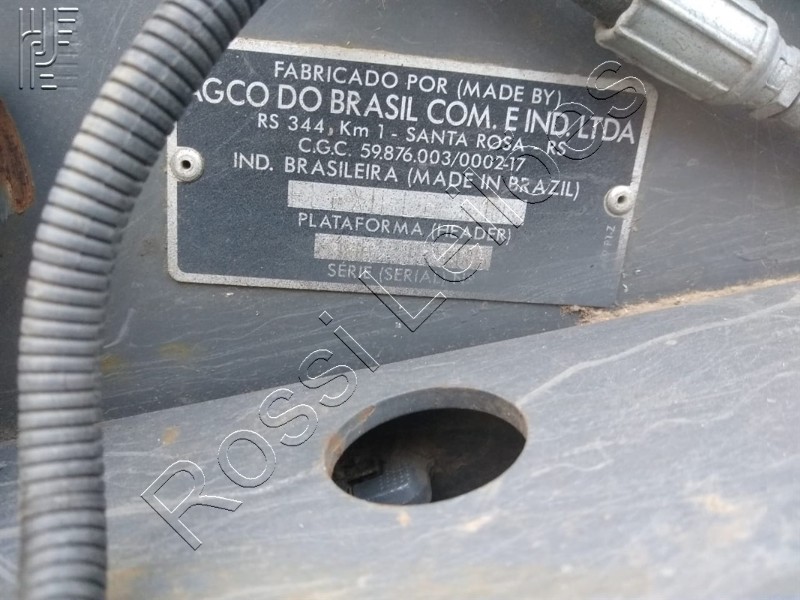 FABRICADO POR (MADE BY)
AGCO DO BRASIL COM. E IND. LTDA
RS 344, Km 1 - SANTA ROSA - RS
C.G.C. 59.876.003/0002-17
IND. BRASILEIRA (MADE IN BRAZIL)
PLATAFORMA (HEADER)
SÉRIE (SERIAL
Rossi Leilões